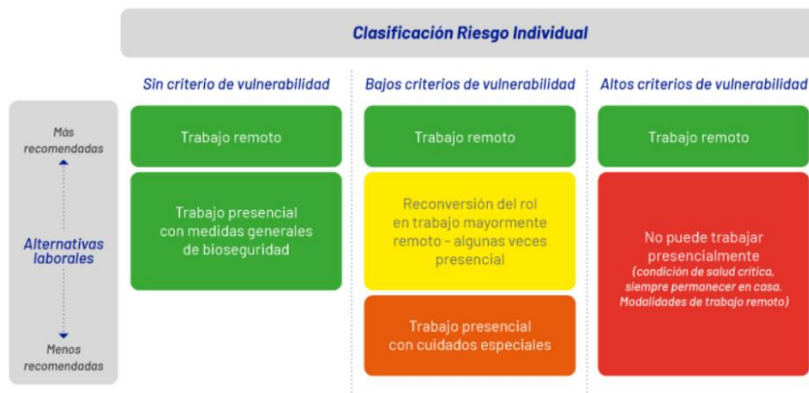 Clasificación Riesgo Individual
Sin criterio de vulnerabilidad
Bajos criterios de vulnerabilidad
Altos criterios de vulnerabilidad
Más
recomendadas
Alternativas
laborales
Menos
recomendadas
Trabajo remoto
Trabajo presencial
con medidas generales
de bioseguridad
Trabajo remoto
Reconversión del rol
en trabajo mayormente
remoto - algunas veces
presencial
Trabajo presencial
con cuidados especiales
Trabajo remoto
No puede trabajar
presencialmente
(condición de salud crítica,
siempre permanecer en casa.
Modalidades de trabajo remoto)